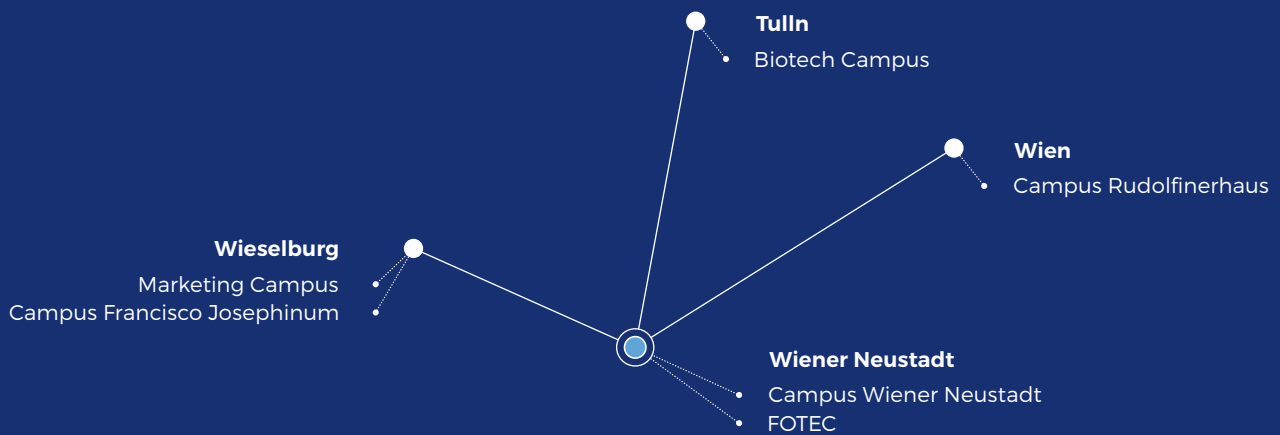 Tulln
Biotech Campus
Wien
Campus Rudolfinerhaus
Wieselburg
Marketing Campus
Campus Francisco Josephinum
Wiener Neustadt
Campus Wiener Neustadt
FOTEC